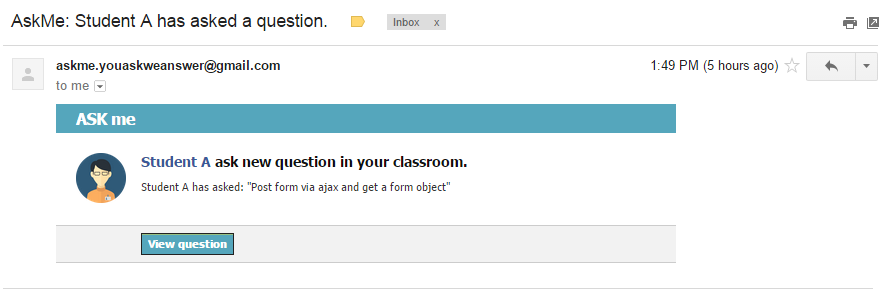 AskMe: Student A has asked a question.
Inbox x
askme.youaskweanswer@gmail.com
1:49 PM (5 hours ago)
to me
ASK me
Student A ask new question in your classroom.
Student A has asked: "Post form via ajax and get a form object"
View question